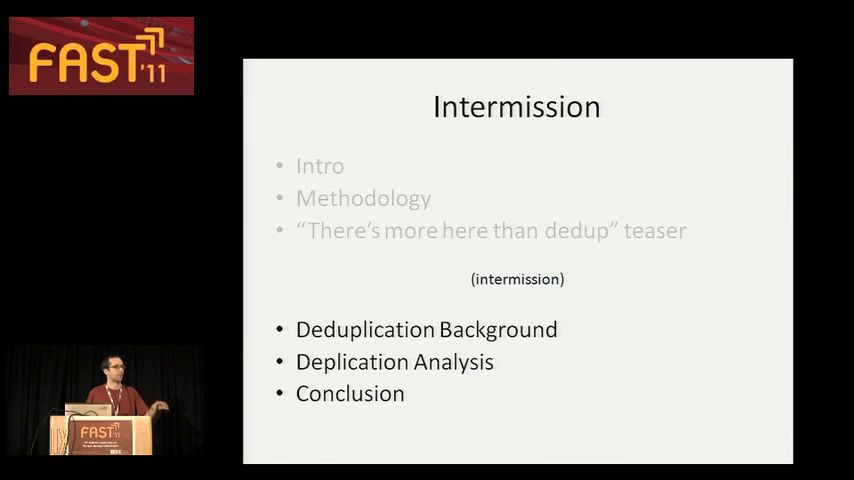 FAST '11
Intermission
• Intro
• Methodology
• “There’s more here than dedup” teaser
(intermission)
• Deduplication Background
• Deplication Analysis
• Conclusion
FAST '11